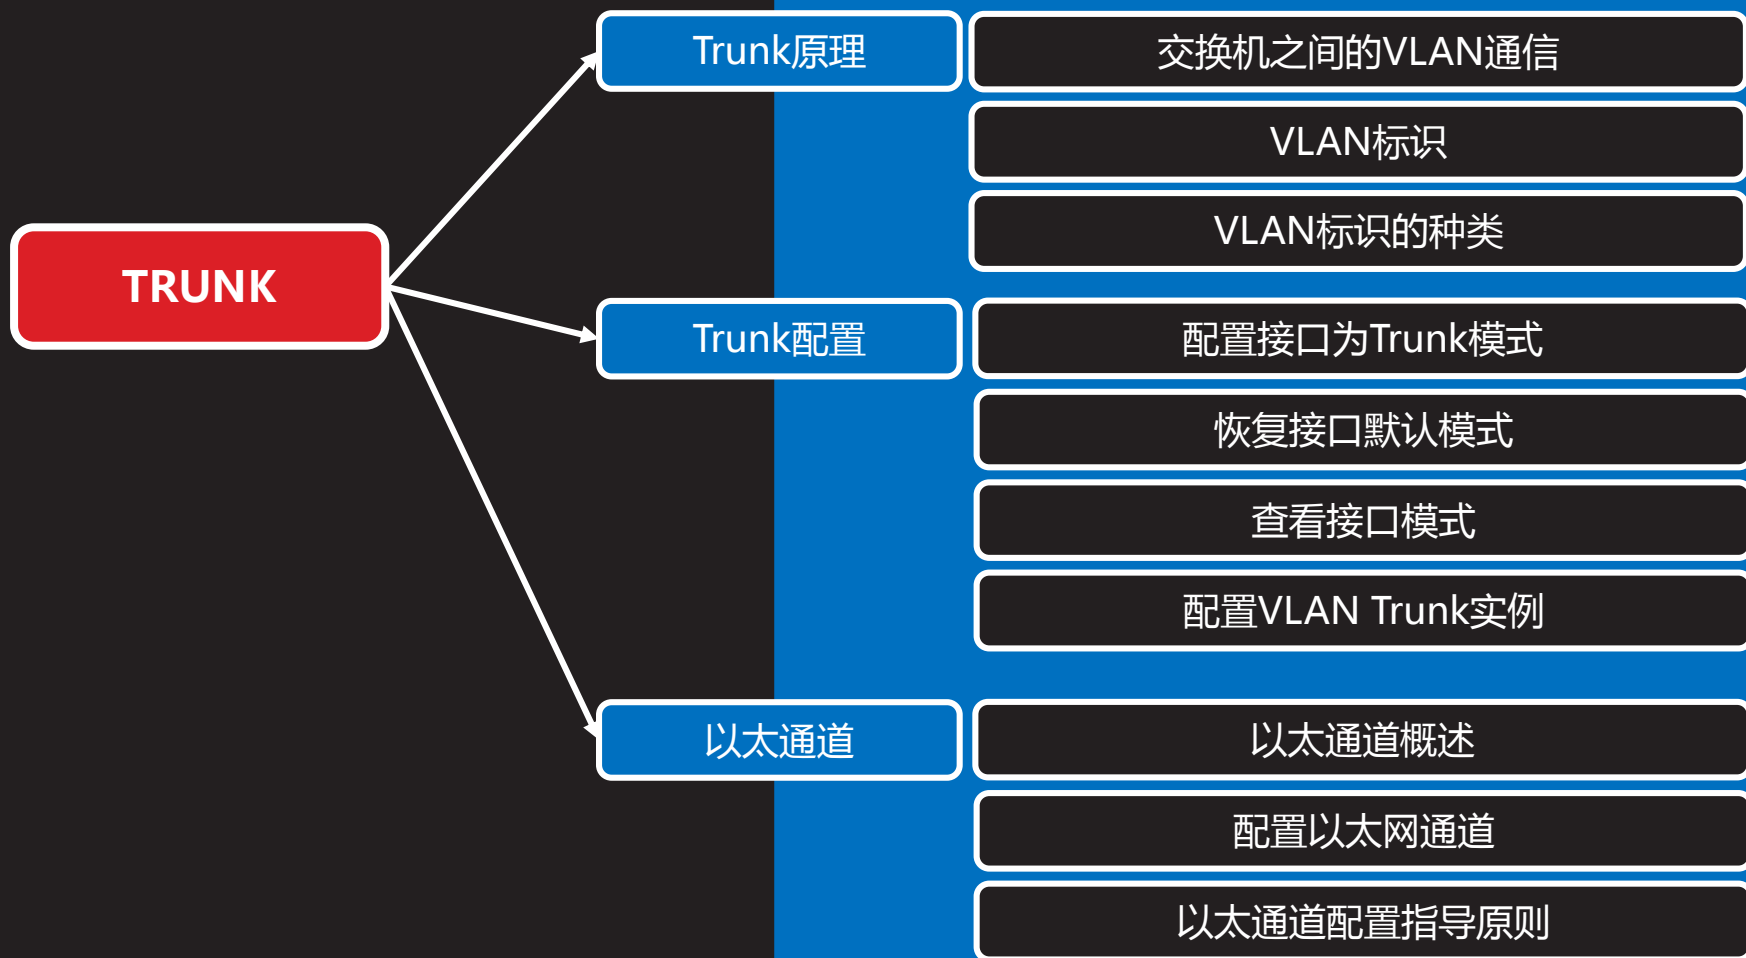 TRUNK
Trunk原理
交换机之间的VLAN通信
VLAN标识
VLAN标识的种类
Trunk配置
配置接口为Trunk模式
恢复接口默认模式
查看接口模式
配置VLAN Trunk实例
以太通道
以太通道概述
配置以太网通道
以太通道配置指导原则